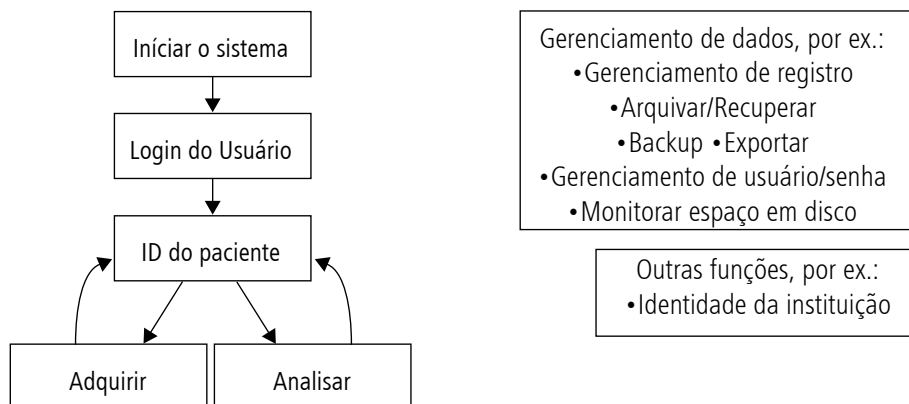 Iníciar o sistema
Login do Usuário
ID do paciente
Adquirir
Analisar
Gerenciamento de dados, por ex.:
•Gerenciamento de registro
•Arquivar/Recuperar
•Backup •Exportar
•Gerenciamento de usuário/senha
•Monitorar espaço em disco
Outras funções, por ex.:
•Identidade da instituição